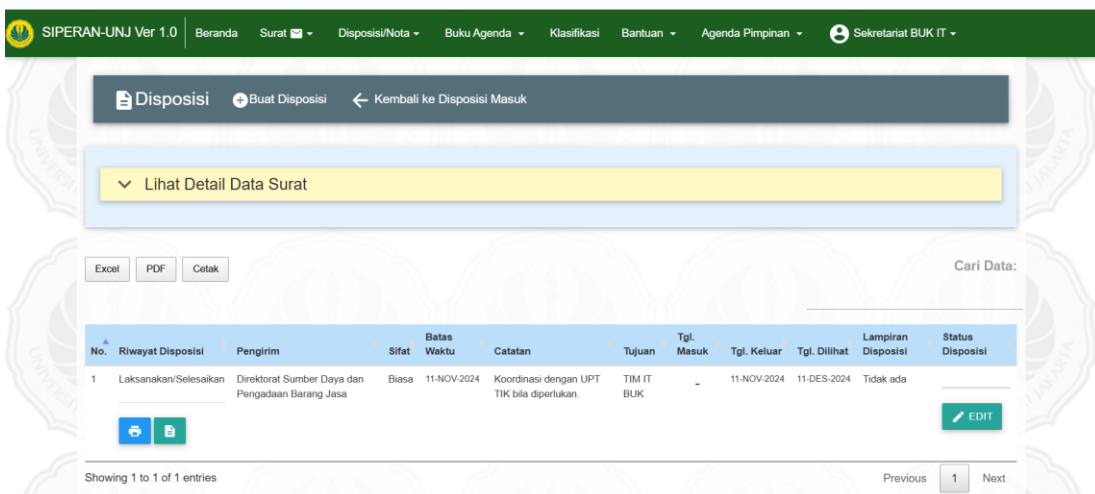 SIPERAN-UNJ Ver 1.0 Beranda Surat Disposisi/Nota Buku Agenda Klasifikasi Bantuan Agenda Pimpinan Sekretariat BUK IT
Disposisi Buat Disposisi Kembali ke Disposisi Masuk
Lihat Detail Data Surat
Excel PDF Cetak Cari Data:
No. Riwayat Disposisi Pengirim Sifat Batas Waktu Catatan Tujuan Tgl. Masuk Tgl. Keluar Tgl. Dilihat Lampiran Disposisi Status Disposisi
1 Laksanakan/Selesaikan Direktorat Sumber Daya dan Biasa 11-NOV-2024 Koordinasi dengan UPT TIM IT - 11-NOV-2024 11-DES-2024 Tidak ada
Pengadaan Barang Jasa TIK bila diperlukan. BUK
EDIT
Showing 1 to 1 of 1 entries Previous 1 Next